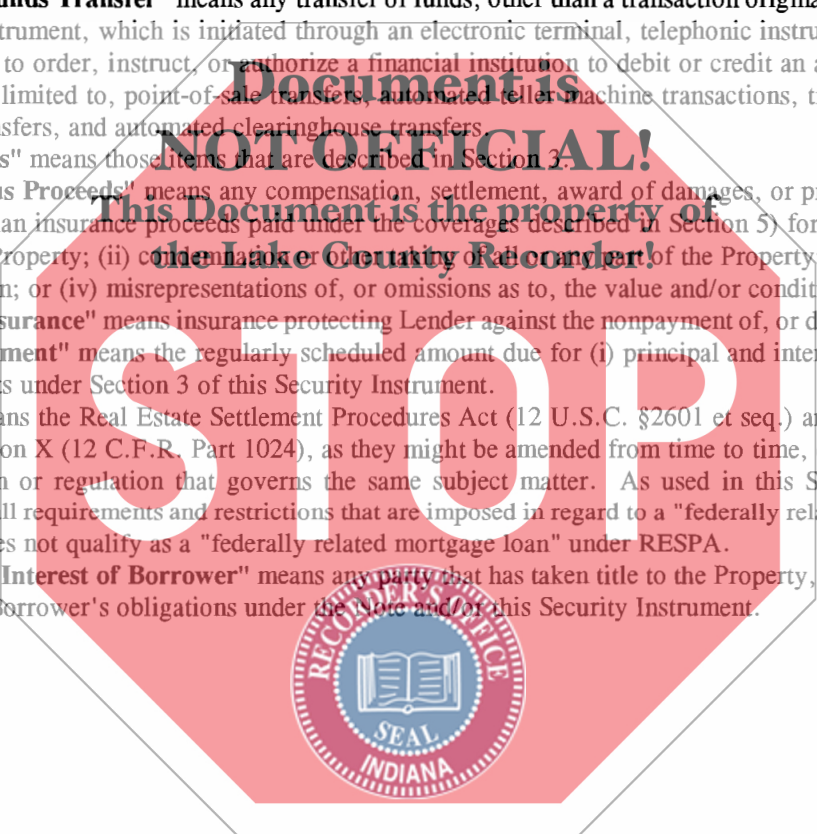 unds Transfer" means any transfer of funds, other than a transaction origina
trument, which is initiated through an electronic terminal, telephonic instru
to order, instruct, or authorize a financial institution to debit or credit an a
limited to, point-of-sale transfers, automated teller machine transactions, t
nsfers, and automated clearinghouse transfers.
s" means those items that are described in Section 3.
us Proceeds" means any compensation, settlement, award of damages, or p
an insurance proceeds paid under the coverages described in Section 5) for
Property; (ii) condemnation or other taking of all or any part of the Property
n; or (iv) misrepresentations of, or omissions as to, the value and/or condit
surance" means insurance protecting Lender against the nonpayment of, or d
ment" means the regularly scheduled amount due for (i) principal and inter
ts under Section 3 of this Security Instrument.
ans the Real Estate Settlement Procedures Act (12 U.S.C. §2601 et seq.) a
on X (12 C.F.R. Part 1024), as they might be amended from time to time,
n or regulation that governs the same subject matter. As used in this S
ll requirements and restrictions that are imposed in regard to a "federally rel
es not qualify as a "federally related mortgage loan" under RESPA.
Interest of Borrower" means any party that has taken title to the Property,
Borrower's obligations under the Note and/or this Security Instrument.
Document is
NOT OFFICIAL!
This Document is the property of
the Lake County Recorder!
STOP
RECORDER'S OFFICE
SEAL
INDIANA